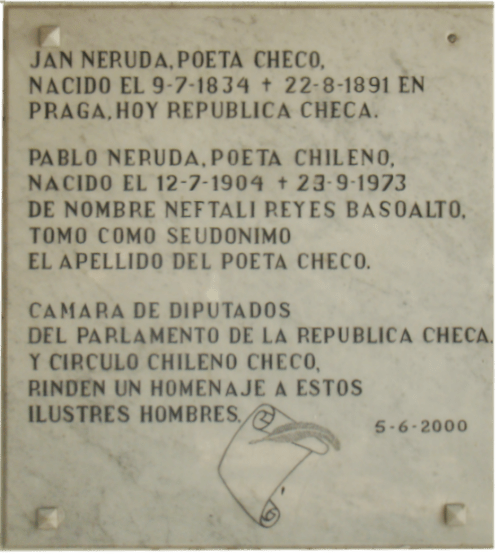 JAN NERUDA, POETA CHECO,
NACIDO EL 9-7-1834 + 22-8-1891 EN
PRAGA, HOY REPUBLICA CHECA.
PABLO NERUDA, POETA CHILENO,
NACIDO EL 12-7-1904 + 23-9-1973
DE NOMBRE NEFTALI REYES BASOALTO,
TOMO COMO SEUDONIMO
EL APELLIDO DEL POETA CHECO.
CAMARA DE DIPUTADOS
DEL PARLAMENTO DE LA REPUBLICA CHECA.
Y CIRCULO CHILENO CHECO,
RINDEN UN HOMENAJE A ESTOS
ILUSTRES HOMBRES.
5-6-2000